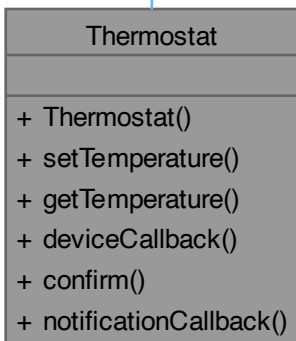 Thermostat
+ Thermostat()
+ setTemperature()
+ getTemperature()
+ deviceCallback()
+ confirm()
+ notificationCallback()